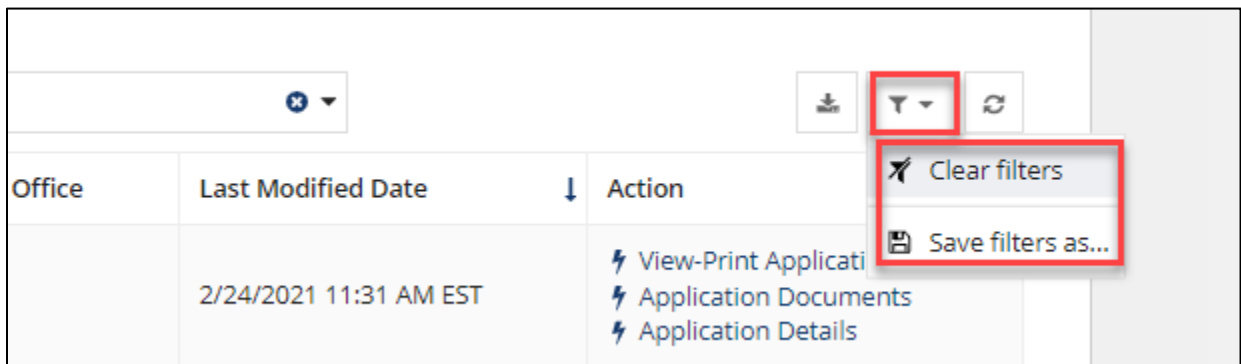 Office
Last Modified Date
Action
Clear filters
Save filters as...
2/24/2021 11:31 AM EST
View-Print Applicati
Application Documents
Application Details